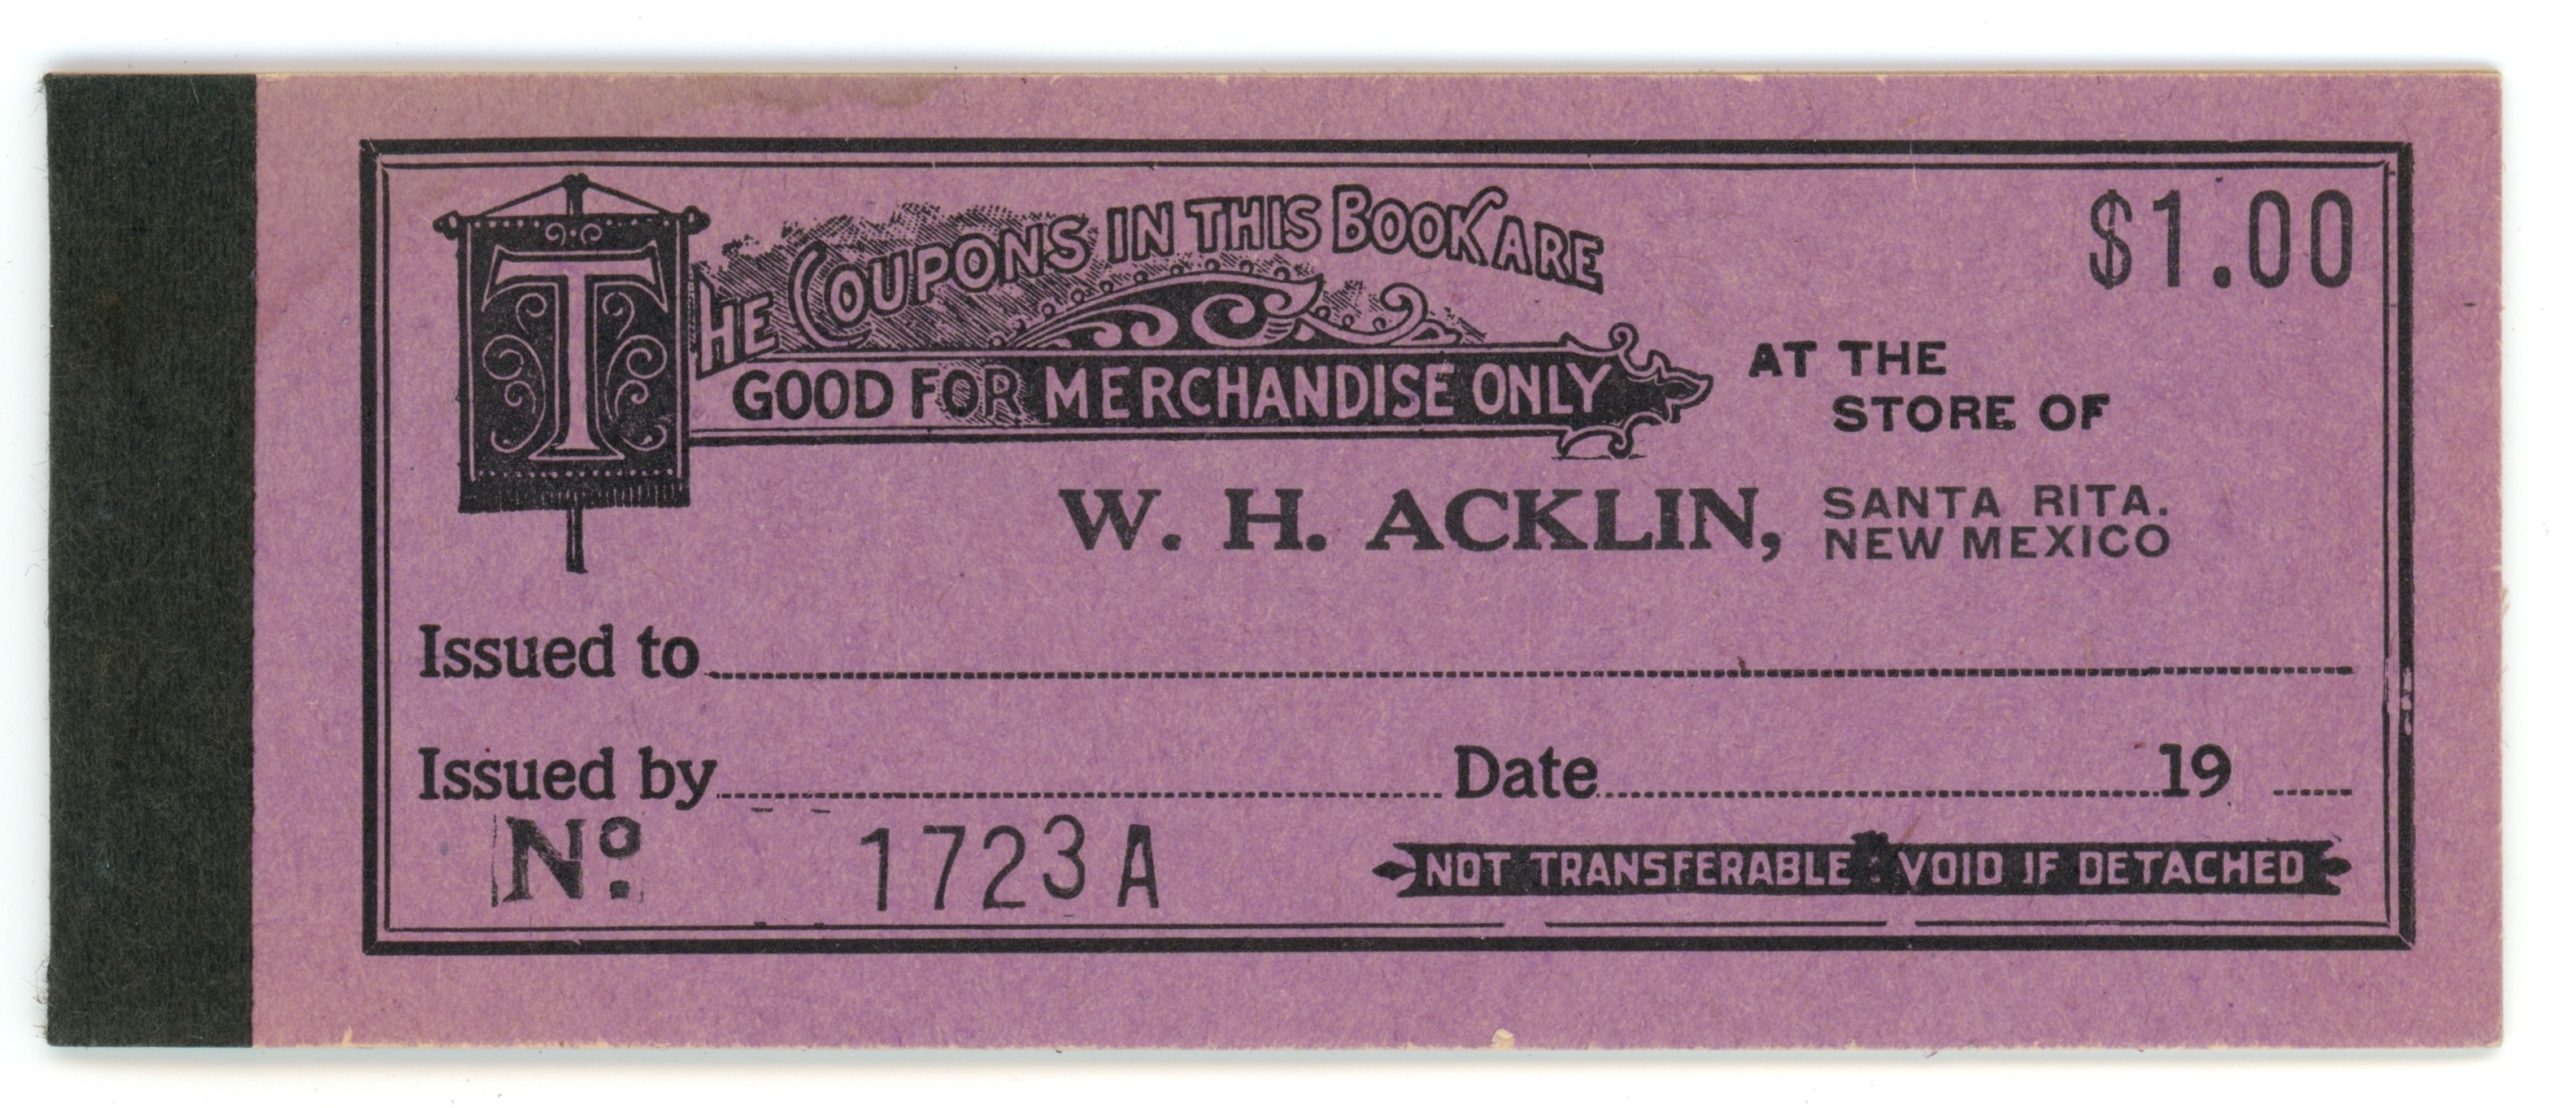 $1.00
THE COUPONS IN THIS BOOK ARE
GOOD FOR MERCHANDISE ONLY
AT THE
STORE OF
W. H. ACKLIN,
SANTA RITA.
NEW MEXICO
Issued to
Issued by Date 19
No. 1723A
NOT TRANSFERABLE : VOID IF DETACHED